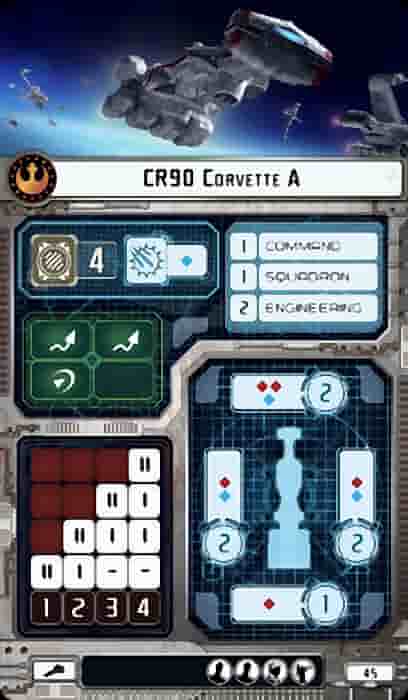 CR90 CORVETTE A
4
1 COMMAND
1 SQUADRON
2 ENGINEERING
2
2
2
1
II
II I
II I I
II I - -
1 2 3 4
45